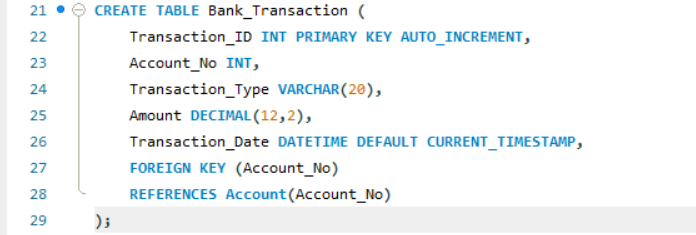 21 CREATE TABLE Bank_Transaction (
22 Transaction_ID INT PRIMARY KEY AUTO_INCREMENT,
23 Account_No INT,
24 Transaction_Type VARCHAR(20),
25 Amount DECIMAL(12,2),
26 Transaction_Date DATETIME DEFAULT CURRENT_TIMESTAMP,
27 FOREIGN KEY (Account_No)
28 REFERENCES Account(Account_No)
29 );